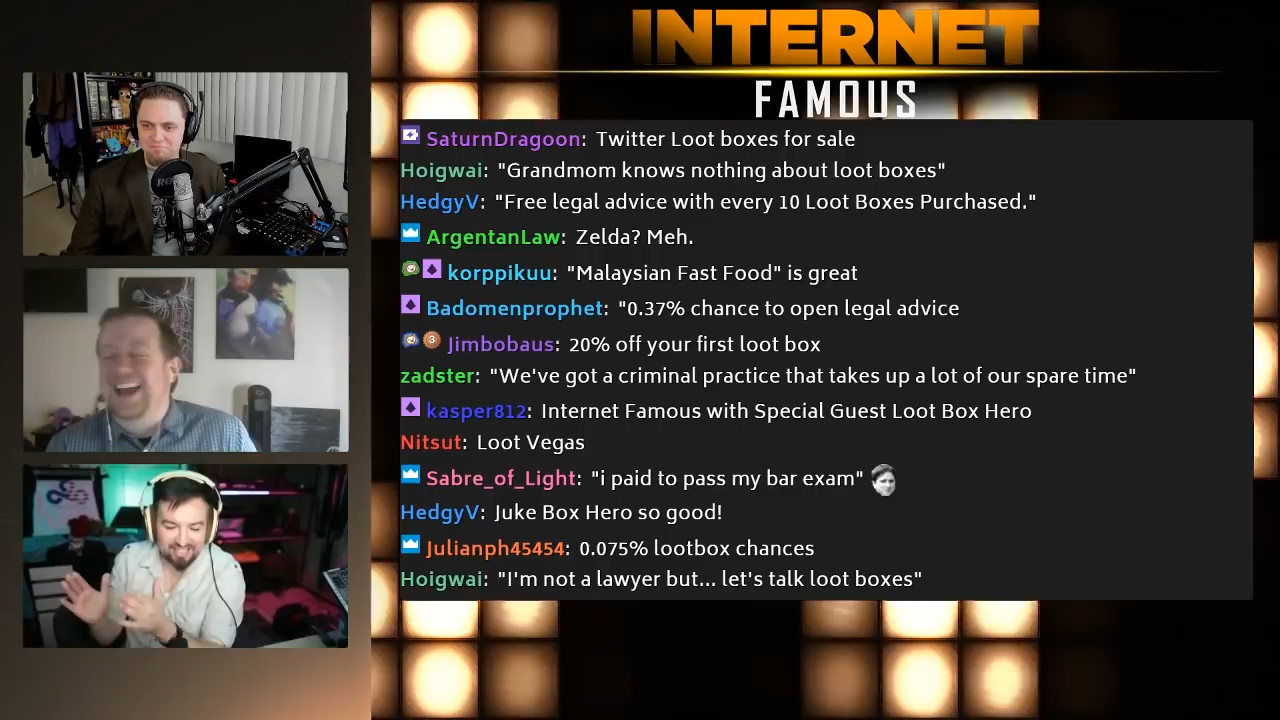 INTERNET
FAMOUS
SaturnDragoon: Twitter Loot boxes for sale
Hoigwai: "Grandmom knows nothing about loot boxes"
HedgyV: "Free legal advice with every 10 Loot Boxes Purchased."
ArgentanLaw: Zelda? Meh.
korppikuu: "Malaysian Fast Food" is great
Badomenprophet: "0.37% chance to open legal advice
3 Jimbobaus: 20% off your first loot box
zadster: "We've got a criminal practice that takes up a lot of our spare time"
kasper812: Internet Famous with Special Guest Loot Box Hero
Nitsut: Loot Vegas
Sabre_of_Light: "i paid to pass my bar exam"
HedgyV: Juke Box Hero so good!
Julianph45454: 0.075% lootbox chances
Hoigwai: "I'm not a lawyer but... let's talk loot boxes"